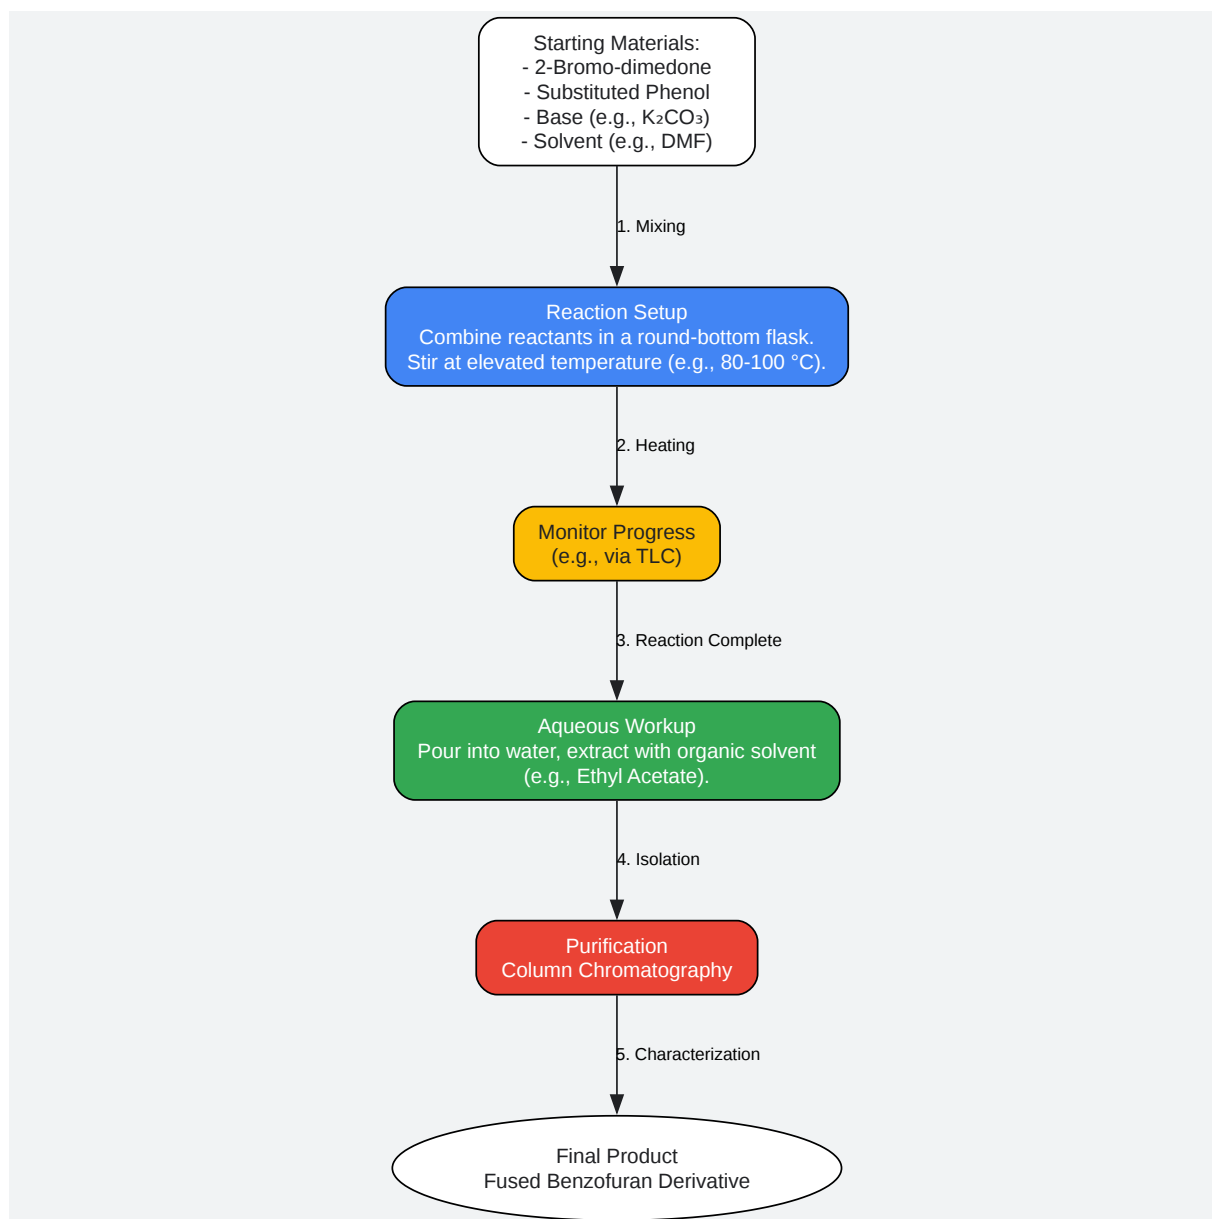 Starting Materials:
- 2-Bromo-dimedone
- Substituted Phenol
- Base (e.g., K₂CO₃)
- Solvent (e.g., DMF)
1. Mixing
Reaction Setup
Combine reactants in a round-bottom flask.
Stir at elevated temperature (e.g., 80-100 °C).
2. Heating
Monitor Progress
(e.g., via TLC)
3. Reaction Complete
Aqueous Workup
Pour into water, extract with organic solvent
(e.g., Ethyl Acetate).
4. Isolation
Purification
Column Chromatography
5. Characterization
Final Product
Fused Benzofuran Derivative